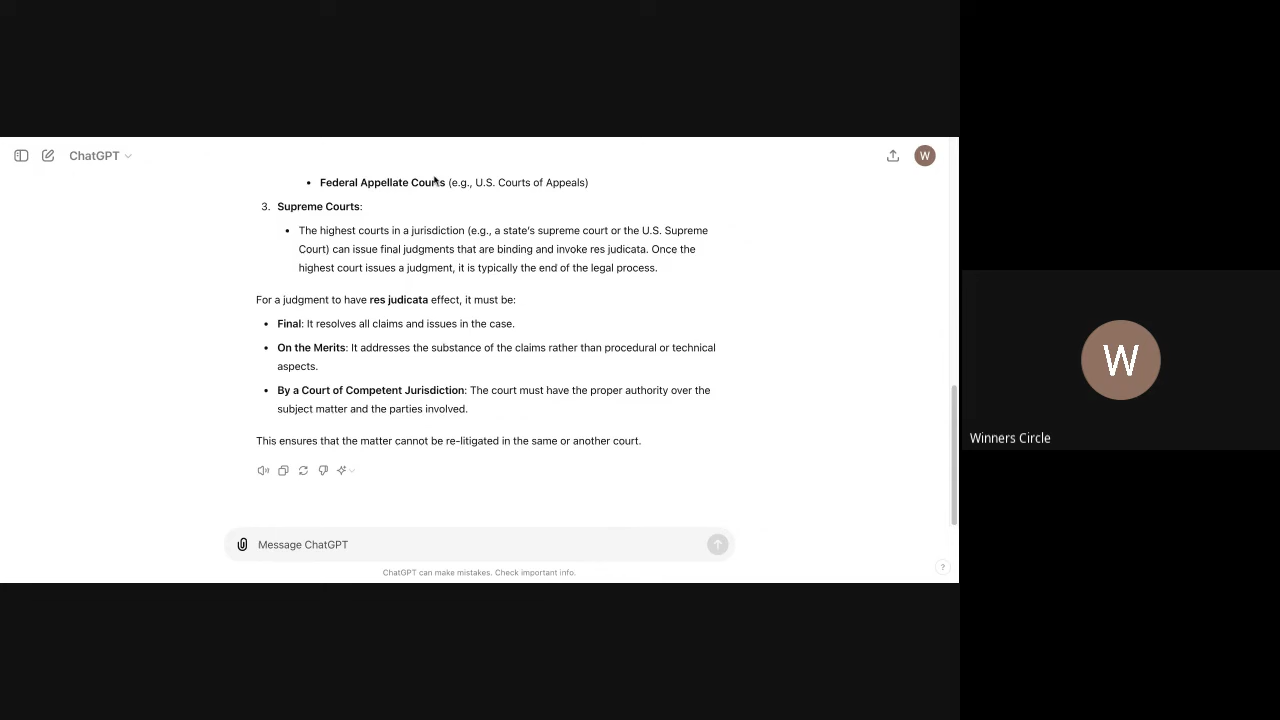 ChatGPT
W
• Federal Appellate Courts (e.g., U.S. Courts of Appeals)
3. Supreme Courts:
• The highest courts in a jurisdiction (e.g., a state's supreme court or the U.S. Supreme
Court) can issue final judgments that are binding and invoke res judicata. Once the
highest court issues a judgment, it is typically the end of the legal process.
For a judgment to have res judicata effect, it must be:
• Final: It resolves all claims and issues in the case.
• On the Merits: It addresses the substance of the claims rather than procedural or technical
aspects.
• By a Court of Competent Jurisdiction: The court must have the proper authority over the
subject matter and the parties involved.
This ensures that the matter cannot be re-litigated in the same or another court.
Message ChatGPT
ChatGPT can make mistakes. Check important info.
?
W
Winners Circle